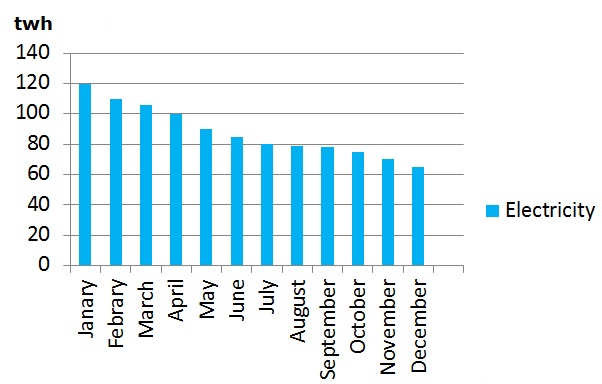 twh
140
120
100
80
60
40
20
0
Janary
Febrary
March
April
May
June
July
August
September
October
November
December
Electricity